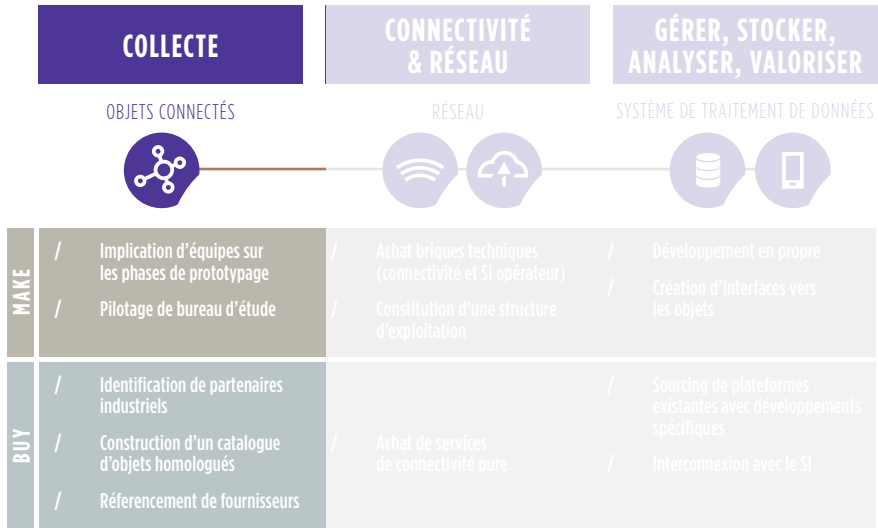 COLLECTE
CONNECTIVITÉ
& RÉSEAU
GÉRER, STOCKER,
ANALYSER, VALORISER
OBJETS CONNECTÉS
RÉSEAU
SYSTÈME DE TRAITEMENT DE DONNÉES
MAKE
/ Implication d'équipes sur
les phases de prototypage
/ Pilotage de bureau d'étude
/ Achat briques techniques
(connectivité et SI opérateur)
/ Constitution d'une structure
d'exploitation
/ Développement en propre
/ Création d'interfaces vers
les objets
BUY
/ Identification de partenaires
industriels
/ Construction d'un catalogue
d'objets homologués
/ Réferencement de fournisseurs
/ Achat de services
de connectivité pure
/ Sourcing de plateformes
existantes avec développements
spécifiques
/ Interconnexion avec le SI